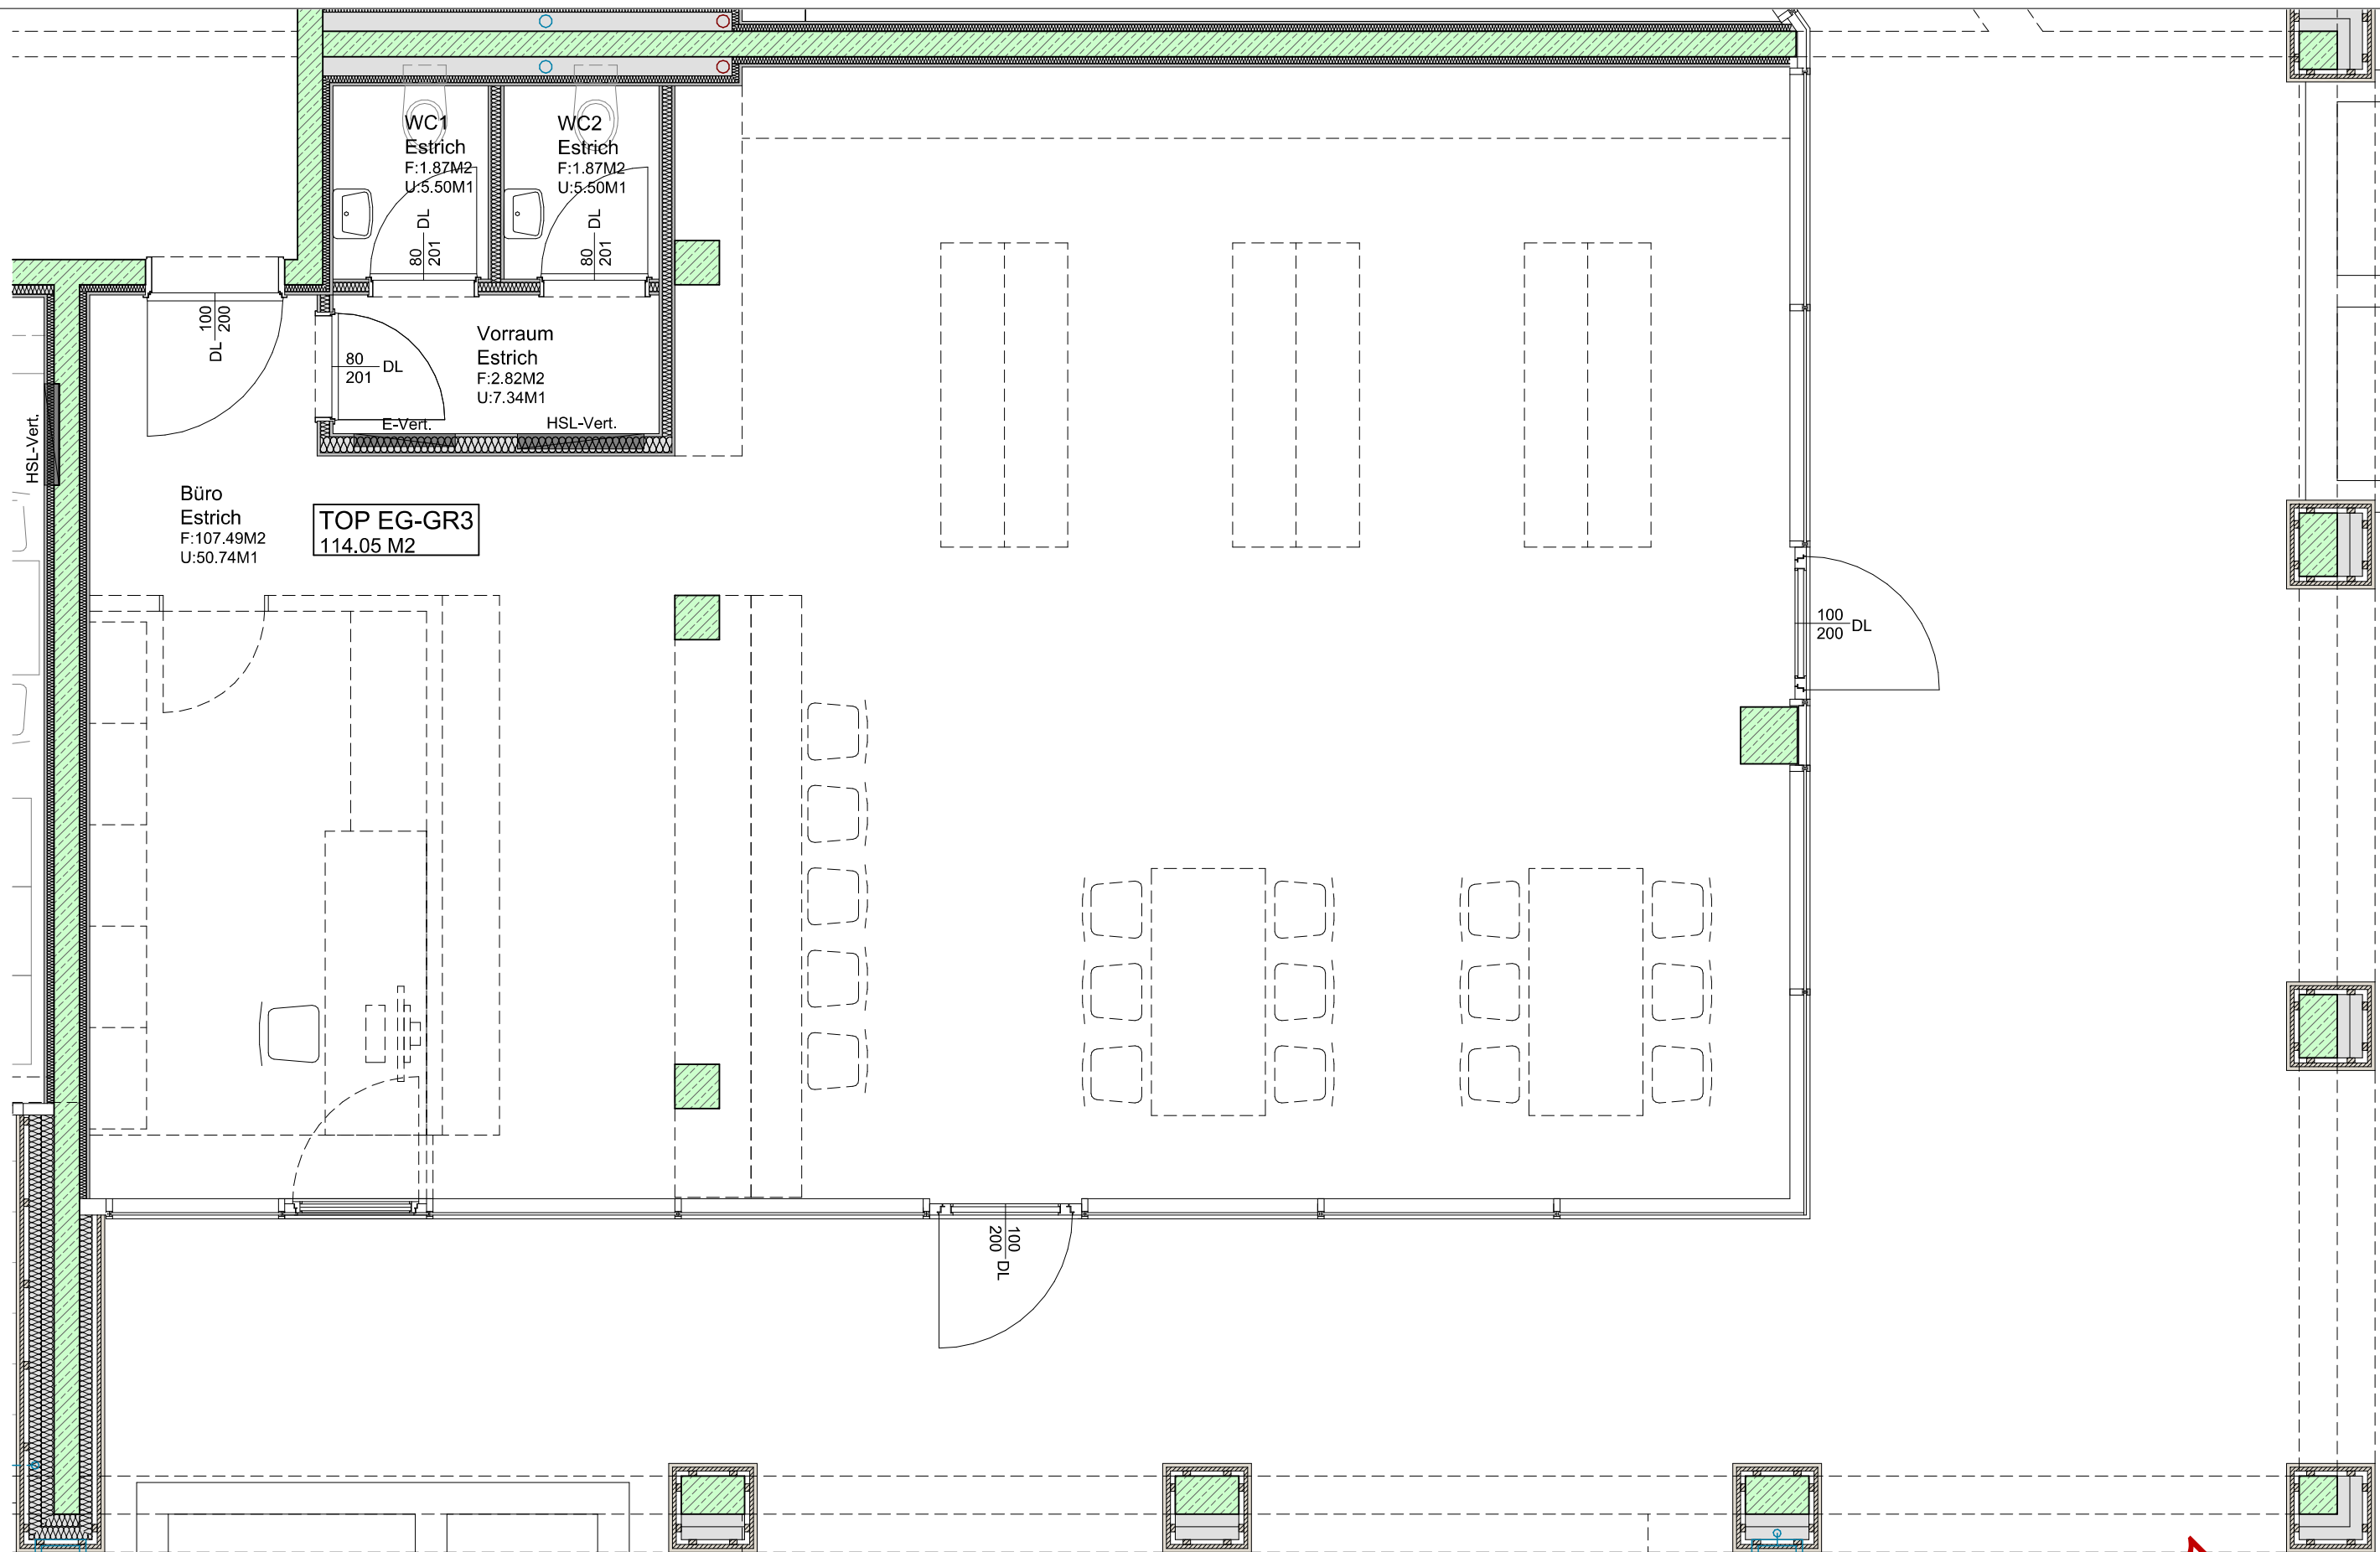 WC1
Estrich
F:1.87M2
U:5.50M1
WC2
Estrich
F:1.87M2
U:5.50M1
80
201
DL
80
201
DL
100
200
DL
80
201
DL
Vorraum
Estrich
F:2.82M2
U:7.34M1
E-Vert.
HSL-Vert.
HSL-Vert.
Büro
Estrich
F:107.49M2
U:50.74M1
TOP EG-GR3
114.05 M2
100
200
DL
100
200
DL